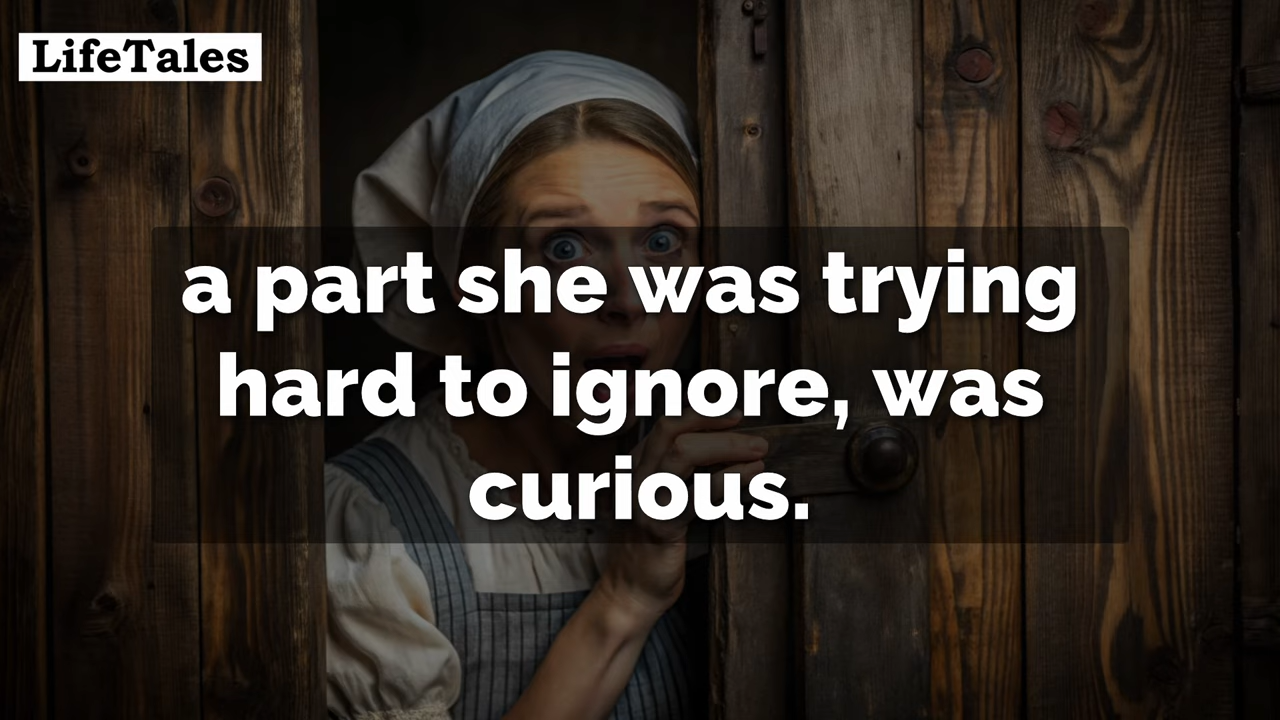 LifeTales
a part she was trying
hard to ignore, was
curious.